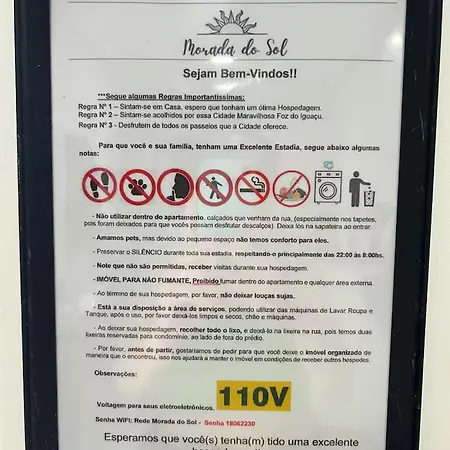 Morada do Sol
Sejam Bem-Vindos!!
***Segue algumas Regras Importantíssimas:
Regra Nº 1 – Sintam-se em Casa, espero que tenham um ótima Hospedagem.
Regra Nº 2 – Sintam-se acolhidos por essa Cidade Maravilhosa Foz do Iguaçu.
Regra Nº 3 - Desfrutem de todos os passeios que a Cidade oferece.
Para que você e sua família, tenham uma Excelente Estadia, segue abaixo algumas
notas:
- Não utilizar dentro do apartamento, calçados que venham da rua, (especialmente nos tapetes,
pois foram deixados para que vocês possam desfrutar descalços). Deixa lós na sapateira ao entrar.
- Amamos pets, mas devido ao pequeno espaço não temos conforto para eles.
- Preservar o SILÊNCIO durante toda sua estadia, respeitando-o principalmente das 22:00 às 8:00hs.
- Note que não são permitidas, receber visitas durante sua hospedagem.
- IMÓVEL PARA NÃO FUMANTE, Proibido fumar dentro do apartamento e qualquer área externa.
- Ao término de sua hospedagem, por favor, não deixar louças sujas.
- Está a sua disposição a área de serviços, podendo utilizar das máquinas de Lavar Roupa e
Tanque, após o uso, por favor deixá-los limpos e secos, chão e máquinas.
- Ao deixar sua hospedagem, recolher todo o lixo, e deixá-lo na lixeira na rua, pois temos duas
lixeiras reservadas para condomínio, ao lado de fora do prédio.
- Por favor, antes de partir, gostaríamos de pedir para que você deixe o imóvel organizado de
maneira que o encontrou, isso nos ajudará a manter o imóvel em condições de receber outros hospedes.
Observações:
110V
Voltagem para seus eletroeletrônicos.
Senha WIFI: Rede Morada do Sol - Senha 18062230
Esperamos que você(s) tenha(m) tido uma excelente